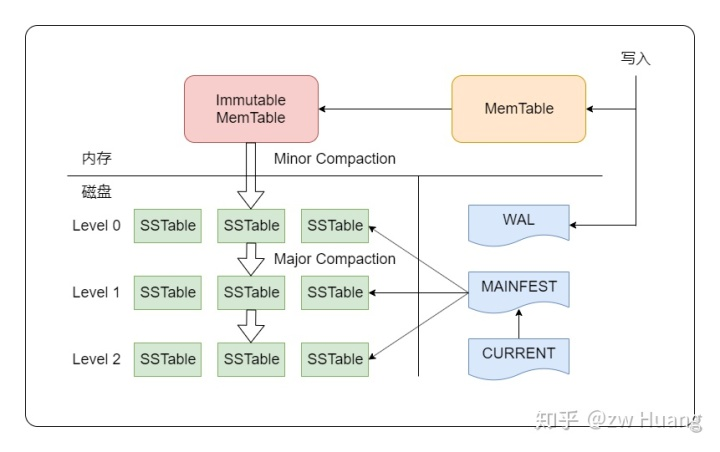 写入
Immutable
MemTable
MemTable
内存
Minor Compaction
磁盘
Level 0
SSTable
SSTable
SSTable
WAL
Major Compaction
Level 1
SSTable
SSTable
SSTable
MAINFEST
Level 2
SSTable
SSTable
SSTable
CURRENT
知乎 @zw Huang